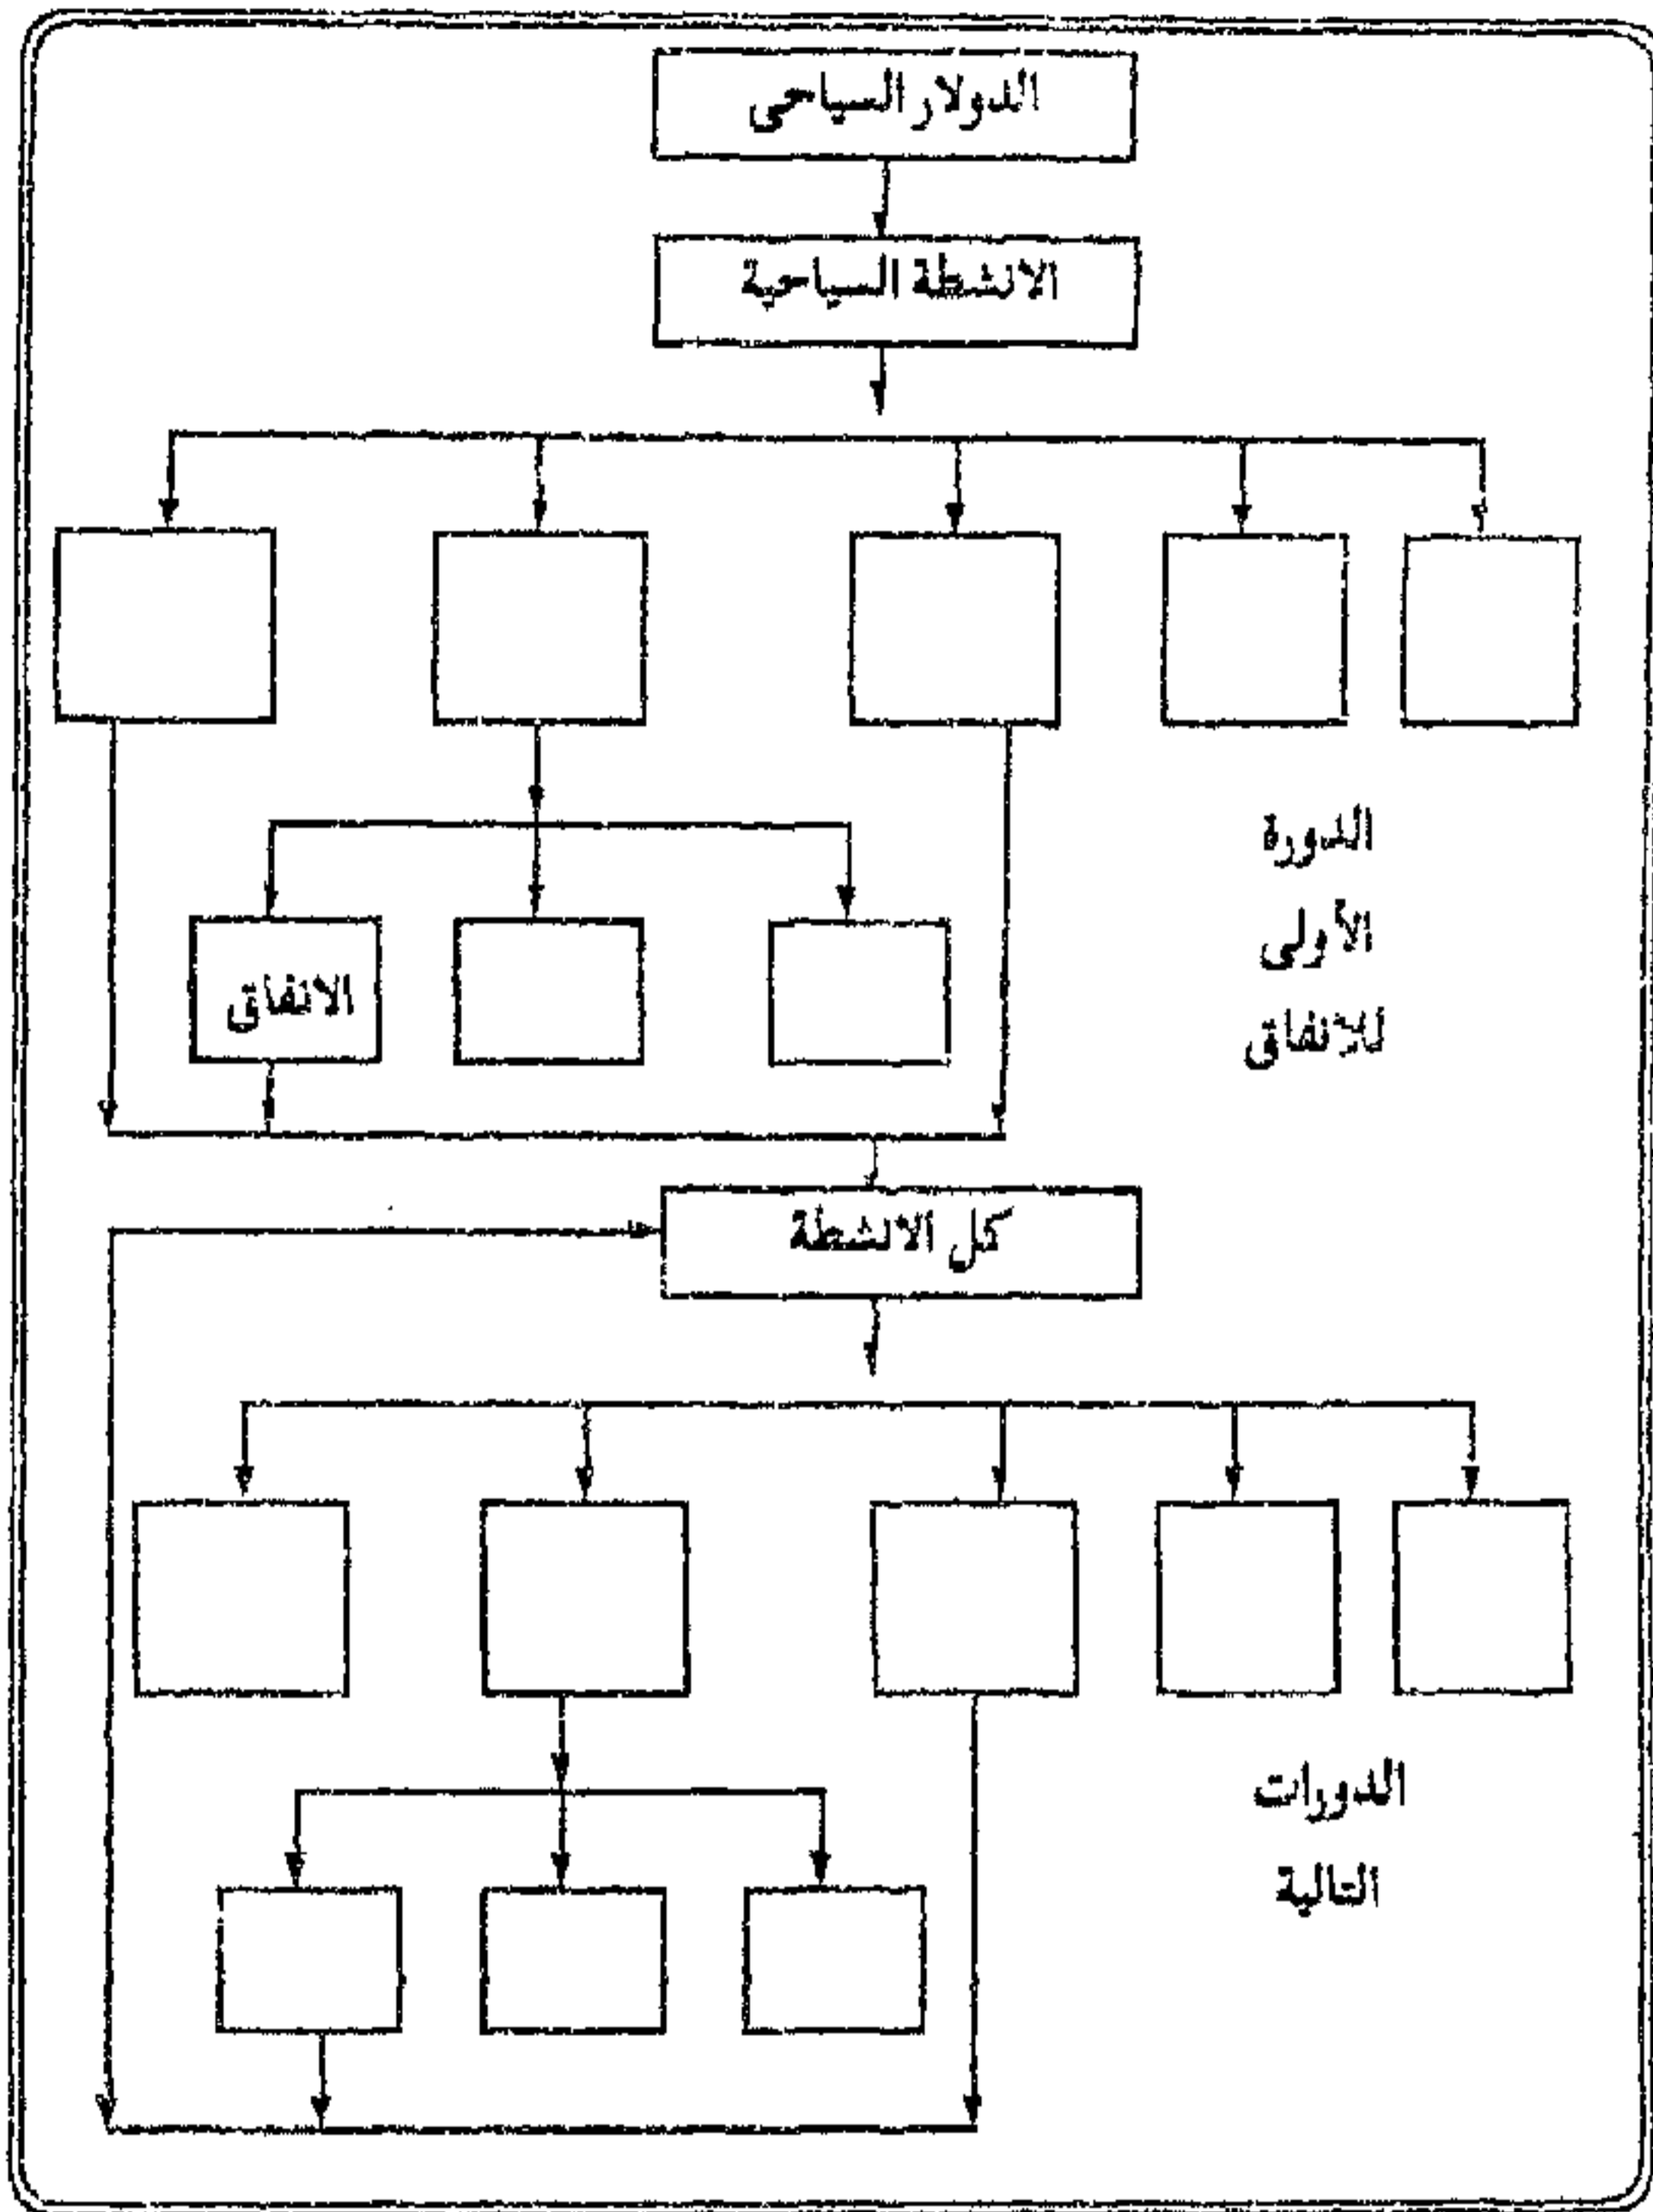 الدولار السياحى
الانشطة السياحية
الدورة
الأولى
للانفاق
الانفاق
كل الانشطة
الدورات
التالية